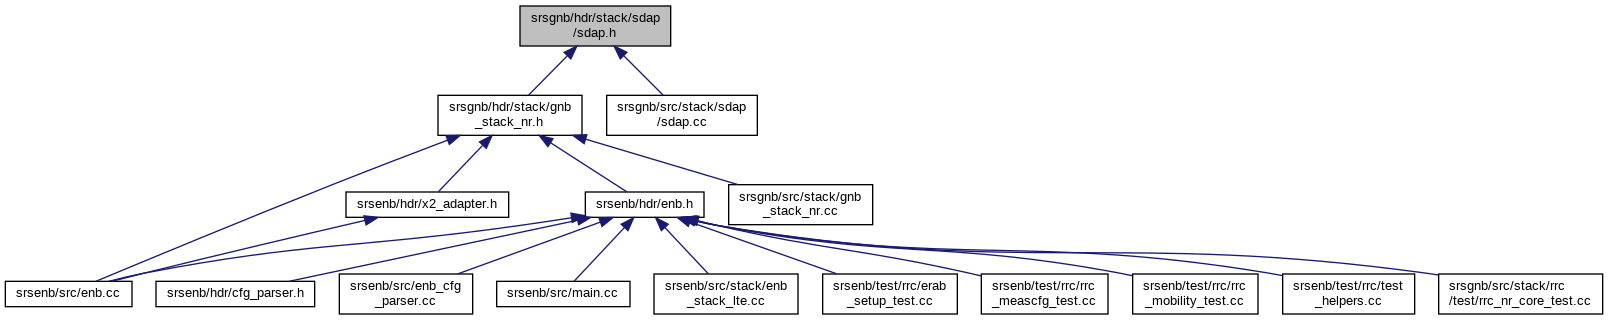 srsgnb/hdr/stack/sdap
/sdap.h
srsgnb/hdr/stack/gnb
_stack_nr.h
srsgnb/src/stack/sdap
/sdap.cc
srsenb/hdr/x2_adapter.h
srsenb/hdr/enb.h
srsgnb/src/stack/gnb
_stack_nr.cc
srsenb/src/enb.cc
srsenb/hdr/cfg_parser.h
srsenb/src/enb_cfg
_parser.cc
srsenb/src/main.cc
srsenb/src/stack/enb
_stack_lte.cc
srsenb/test/rrc/erab
_setup_test.cc
srsenb/test/rrc/rrc
_meascfg_test.cc
srsenb/test/rrc/rrc
_mobility_test.cc
srsenb/test/rrc/test
_helpers.cc
srsgnb/src/stack/rrc
/test/rrc_nr_core_test.cc